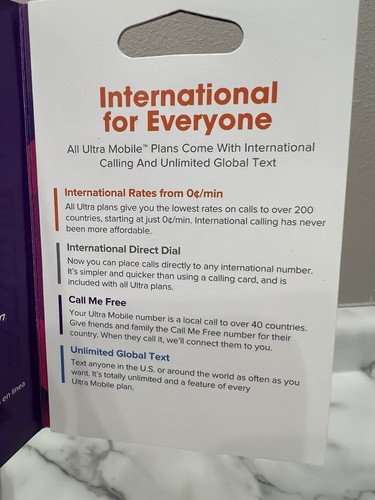 International
for Everyone
All Ultra Mobile™ Plans Come With International
Calling And Unlimited Global Text
International Rates from 0¢/min
All Ultra plans give you the lowest rates on calls to over 200
countries, starting at just 0¢/min. International calling has never
been more affordable.
International Direct Dial
Now you can place calls directly to any international number.
It's simpler and quicker than using a calling card, and is
included with all Ultra plans.
Call Me Free
Your Ultra Mobile number is a local call to over 40 countries.
Give friends and family the Call Me Free number for their
country. When they call it, we'll connect them to you.
Unlimited Global Text
Text anyone in the U.S. or around the world as often as you
want. It's totally unlimited and a feature of every
Ultra Mobile plan.
en línea